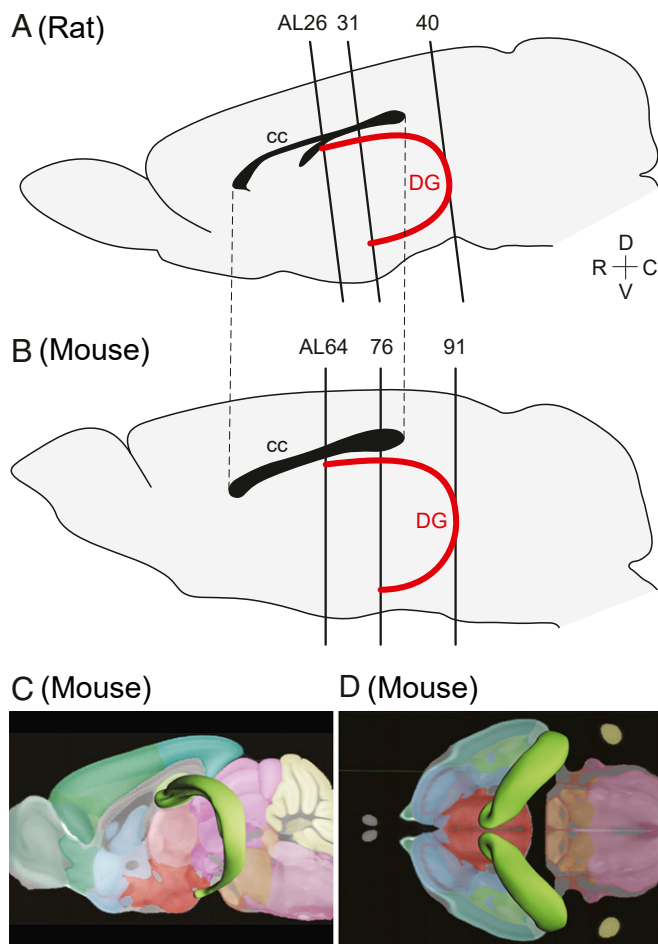 A (Rat)
AL26 31 40
cc
DG
D
R C
V
B (Mouse)
AL64 76 91
cc
DG
C (Mouse)
D (Mouse)